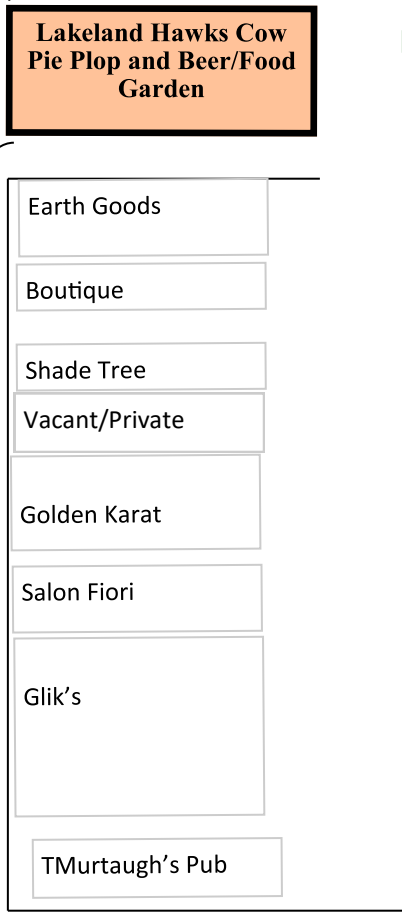 Lakeland Hawks Cow
Pie Plop and Beer/Food
Garden
Earth Goods
Boutique
Shade Tree
Vacant/Private
Golden Karat
Salon Fiori
Glik’s
TMurtaugh’s Pub